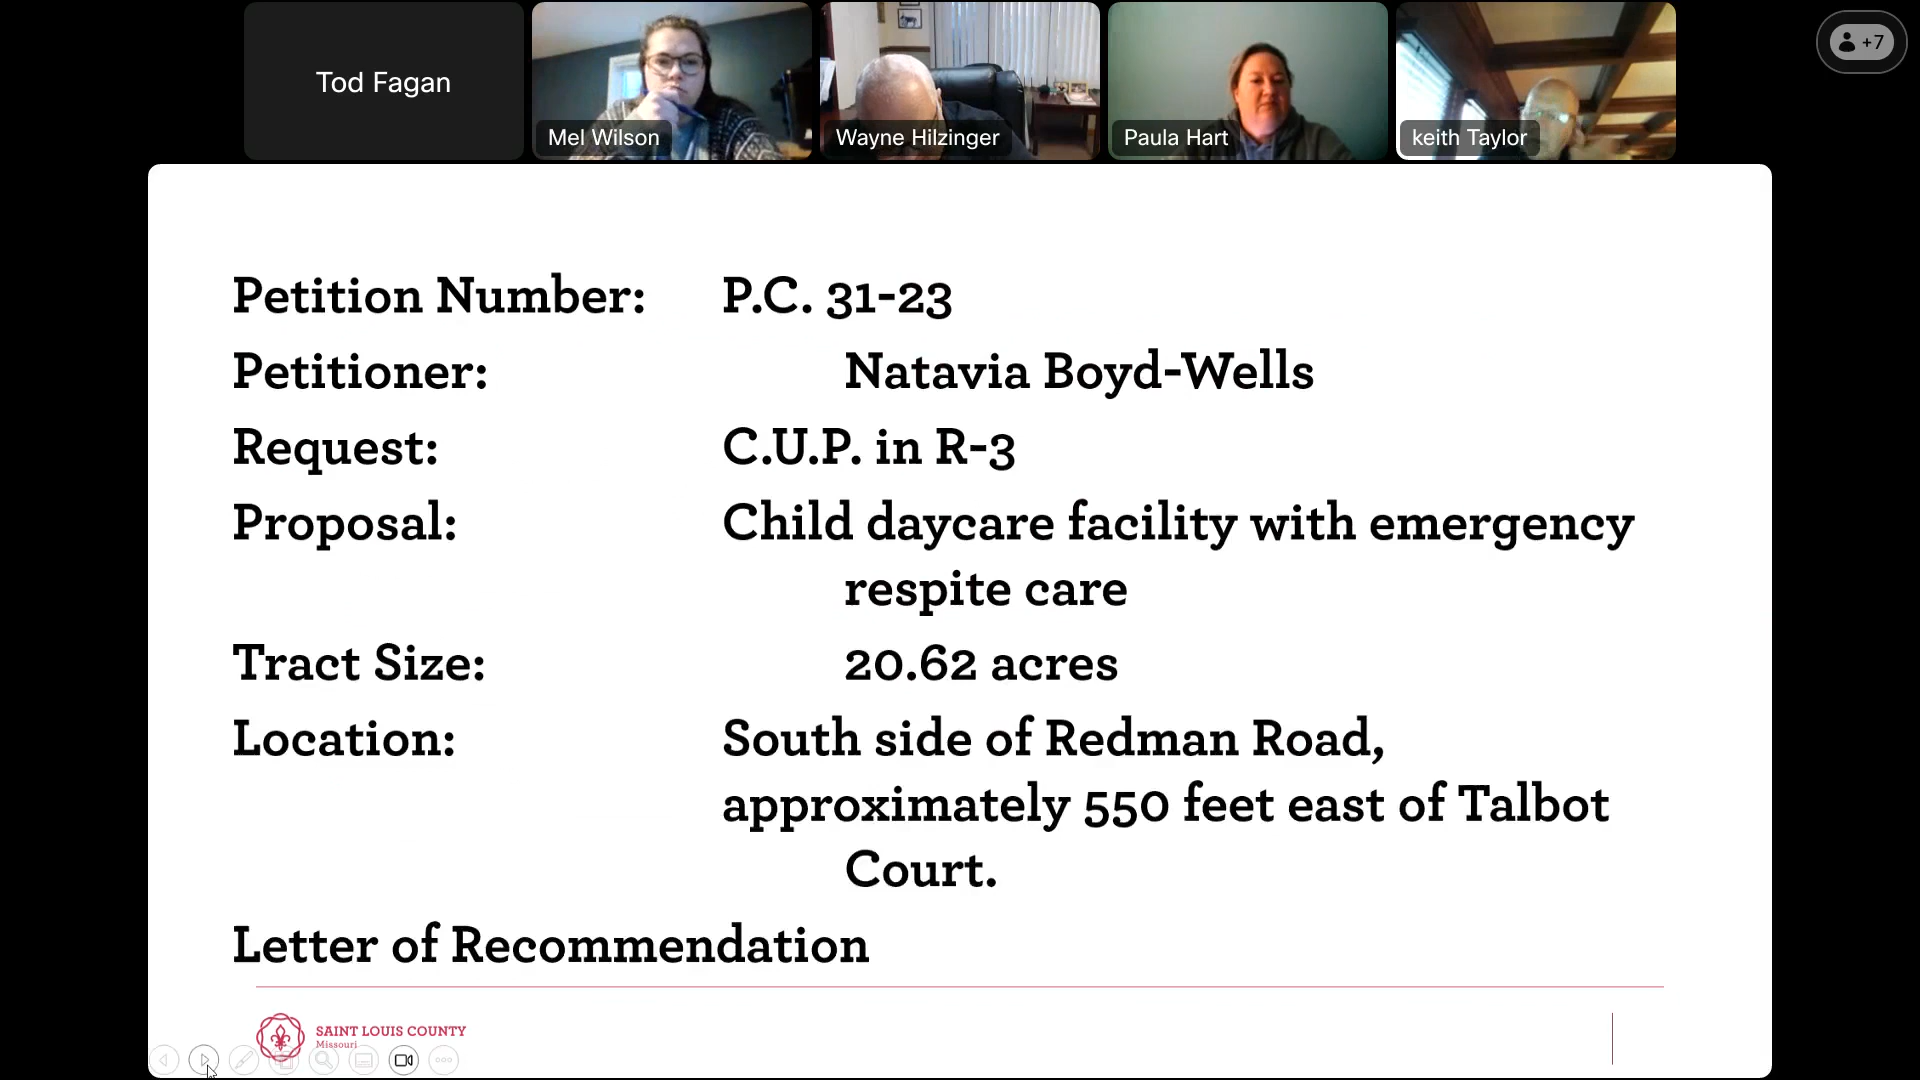 Tod Fagan
Mel Wilson
Wayne Hilzinger
Paula Hart
keith Taylor
+7
Petition Number: P.C. 31-23
Petitioner: Natavia Boyd-Wells
Request: C.U.P. in R-3
Proposal: Child daycare facility with emergency
respite care
Tract Size: 20.62 acres
Location: South side of Redman Road,
approximately 550 feet east of Talbot
Court.
Letter of Recommendation
SAINT LOUIS COUNTY
Missouri